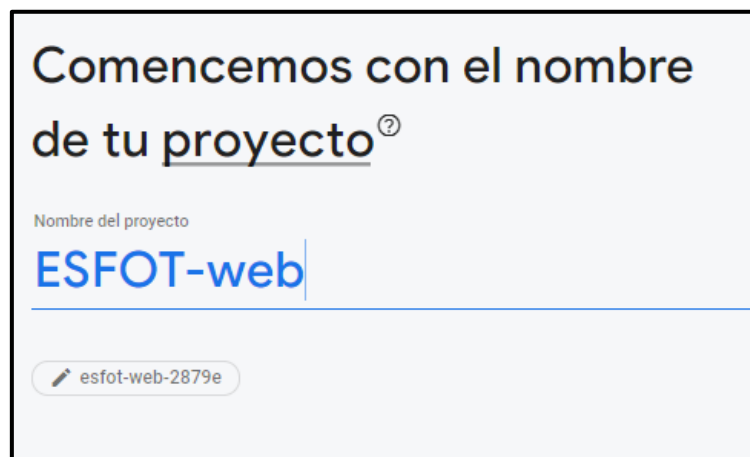 Comencemos con el nombre
de tu proyecto
Nombre del proyecto
ESFOT-web
esfot-web-2879e